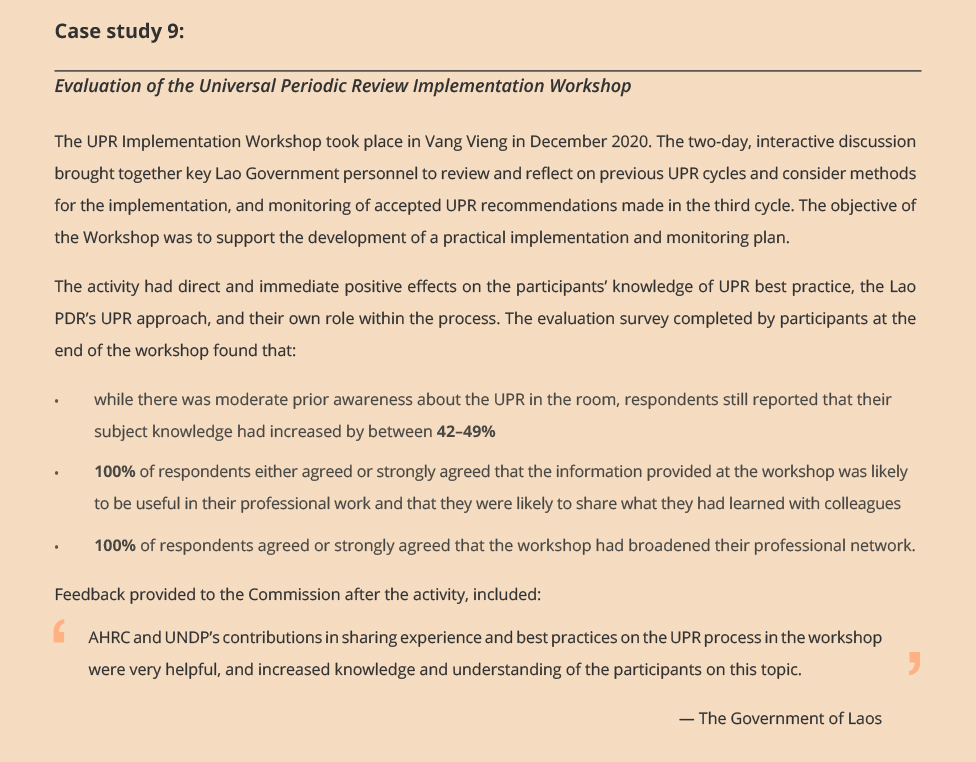 Case study 9:
Evaluation of the Universal Periodic Review Implementation Workshop
The UPR Implementation Workshop took place in Vang Vieng in December 2020. The two-day, interactive discussion
brought together key Lao Government personnel to review and reflect on previous UPR cycles and consider methods
for the implementation, and monitoring of accepted UPR recommendations made in the third cycle. The objective of
the Workshop was to support the development of a practical implementation and monitoring plan.
The activity had direct and immediate positive effects on the participants’ knowledge of UPR best practice, the Lao
PDR’s UPR approach, and their own role within the process. The evaluation survey completed by participants at the
end of the workshop found that:
• while there was moderate prior awareness about the UPR in the room, respondents still reported that their
subject knowledge had increased by between 42–49%
• 100% of respondents either agreed or strongly agreed that the information provided at the workshop was likely
to be useful in their professional work and that they were likely to share what they had learned with colleagues
• 100% of respondents agreed or strongly agreed that the workshop had broadened their professional network.
Feedback provided to the Commission after the activity, included:
‘ AHRC and UNDP’s contributions in sharing experience and best practices on the UPR process in the workshop
were very helpful, and increased knowledge and understanding of the participants on this topic. ’
— The Government of Laos